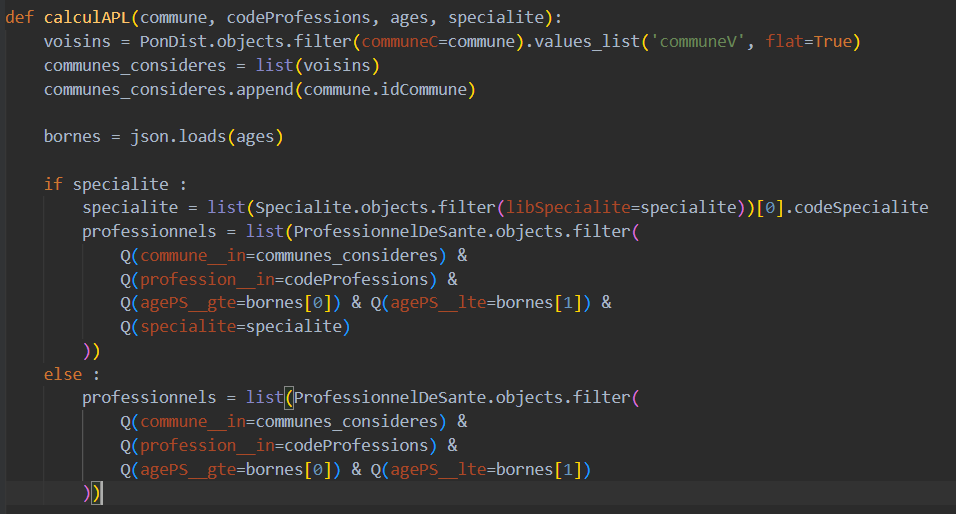 def calculAPL(commune, codeProfessions, ages, specialite):
    voisins = PonDist.objects.filter(communeC=commune).values_list('communeV', flat=True)
    communes_consideres = list(voisins)
    communes_consideres.append(commune.idCommune)

    bornes = json.loads(ages)

    if specialite :
        specialite = list(Specialite.objects.filter(libSpecialite=specialite))[0].codeSpecialite
        professionnels = list(ProfessionnelDeSante.objects.filter(
            Q(commune__in=communes_consideres) &
            Q(profession__in=codeProfessions) &
            Q(agePS__gte=bornes[0]) & Q(agePS__lte=bornes[1]) &
            Q(specialite=specialite)
        ))
    else :
        professionnels = list(ProfessionnelDeSante.objects.filter(
            Q(commune__in=communes_consideres) &
            Q(profession__in=codeProfessions) &
            Q(agePS__gte=bornes[0]) & Q(agePS__lte=bornes[1])
        ))